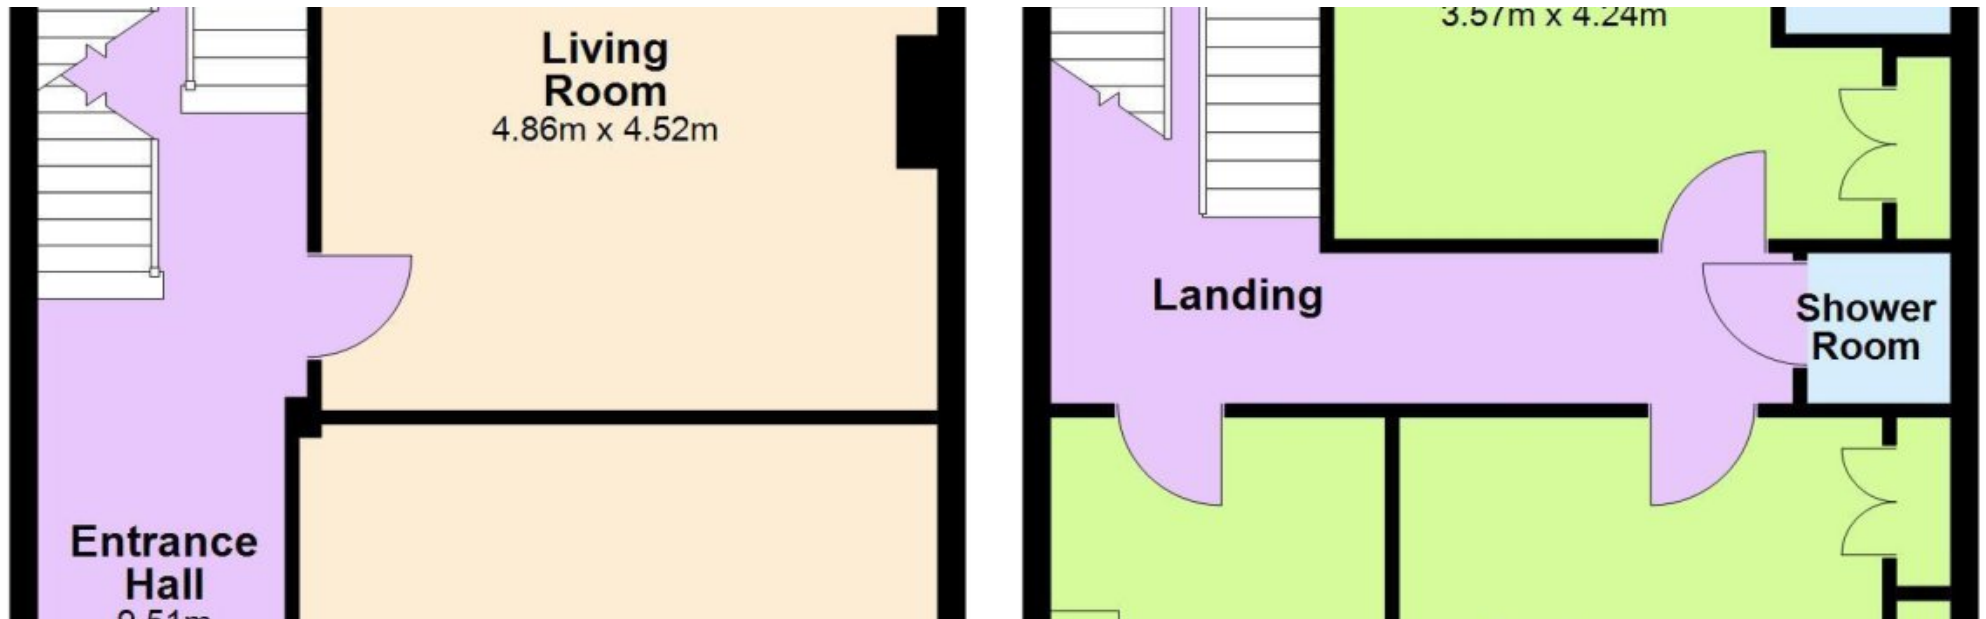 Living
Room
4.86m x 4.52m
Entrance
Hall
3.57m x 4.24m
Landing
Shower
Room